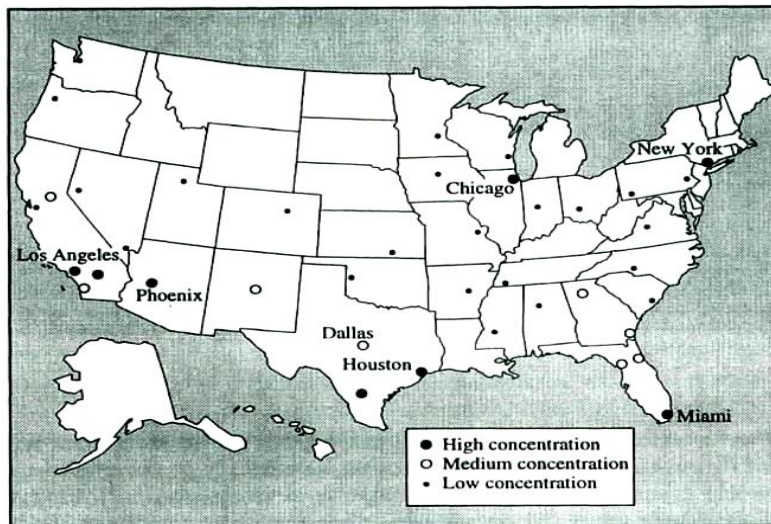 New York
Chicago
Los Angeles
Phoenix
Dallas
Houston
Miami
High concentration
Medium concentration
Low concentration